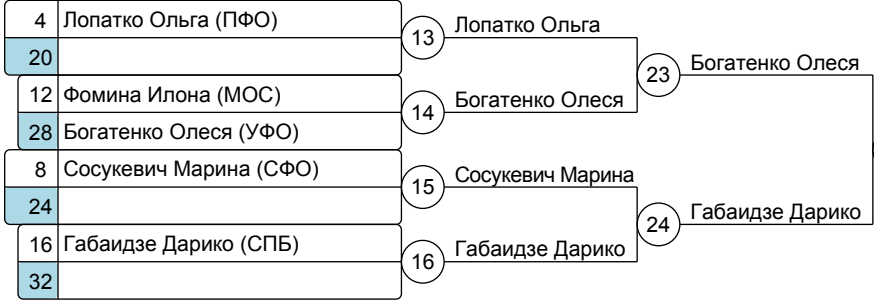 4 Лопатко Ольга (ПФО)
20
12 Фомина Илона (МОС)
28 Богатенко Олеся (УФО)
8 Сосукевич Марина (СФО)
24
16 Габаидзе Дарико (СПБ)
32
13 Лопатко Ольга
14 Богатенко Олеся
15 Сосукевич Марина
16 Габаидзе Дарико
23 Богатенко Олеся
24 Габаидзе Дарико